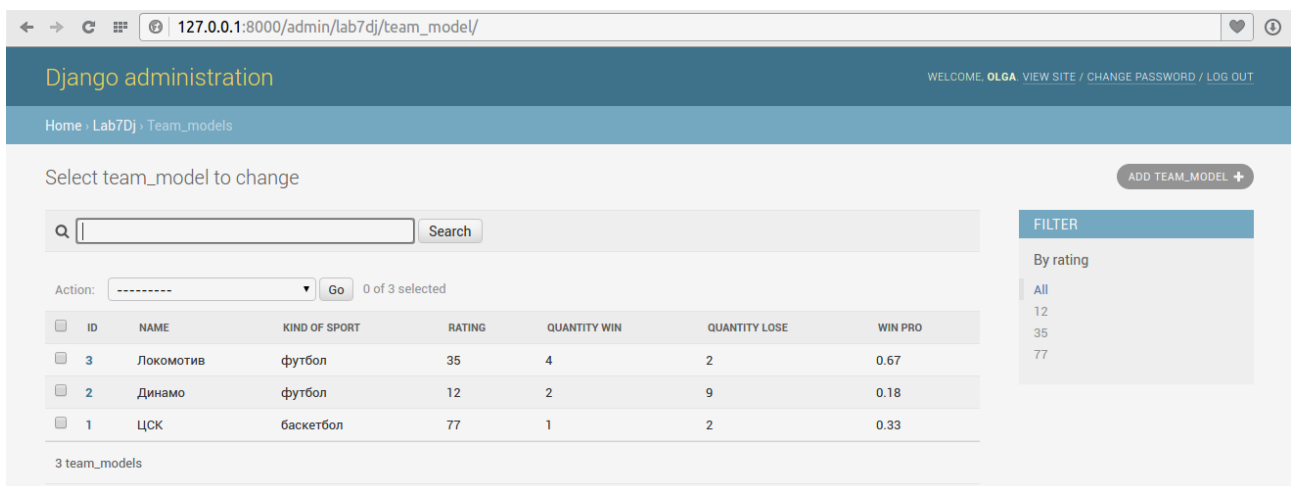 127.0.0.1:8000/admin/lab7dj/team_model/
Django administration
WELCOME, OLGA. VIEW SITE / CHANGE PASSWORD / LOG OUT
Home › Lab7Dj › Team_models
Select team_model to change
ADD TEAM_MODEL +
Search
Action: --------- Go 0 of 3 selected
ID NAME KIND OF SPORT RATING QUANTITY WIN QUANTITY LOSE WIN PRO
3 Локомотив футбол 35 4 2 0.67
2 Динамо футбол 12 2 9 0.18
1 ЦСК баскетбол 77 1 2 0.33
3 team_models
FILTER
By rating
All
12
35
77